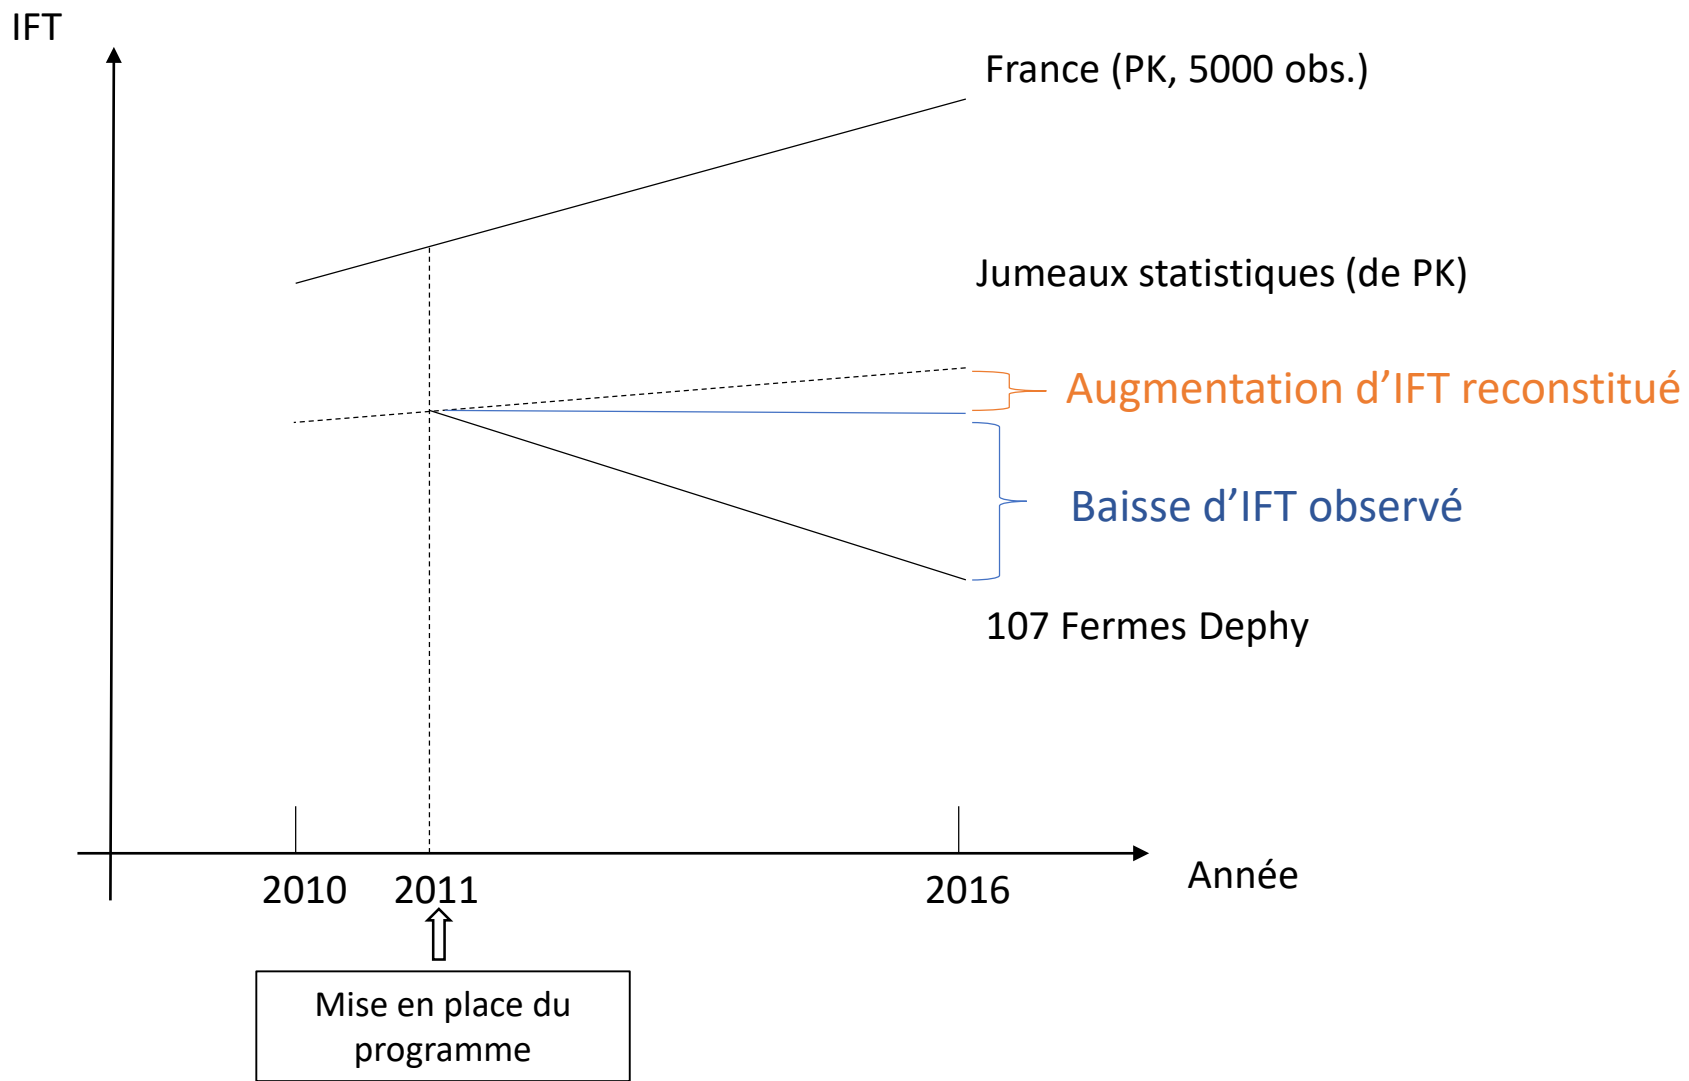 IFT
France (PK, 5000 obs.)
Jumeaux statistiques (de PK)
Augmentation d’IFT reconstitué
Baisse d’IFT observé
107 Fermes Dephy
2010
2011
2016
Année
Mise en place du
programme